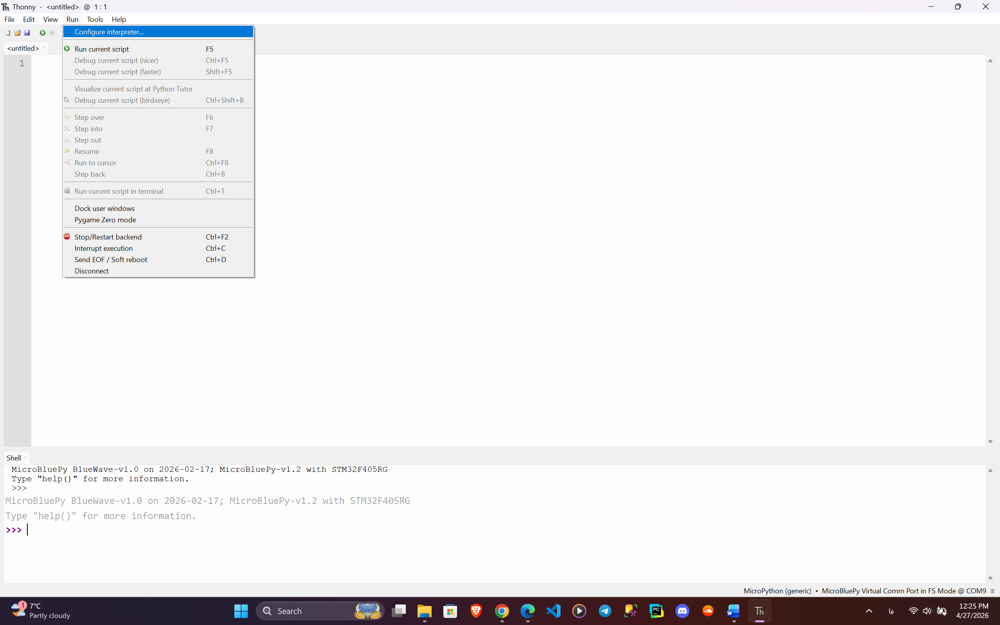 Thonny - <untitled> @ 1 : 1
File Edit View Run Tools Help
<untitled>
1
Configure interpreter...
Run current script F5
Debug current script (nicer) Ctrl+F5
Debug current script (faster) Shift+F5
Visualize current script at Python Tutor
Debug current script (birdseye) Ctrl+Shift+B
Step over F6
Step into F7
Step out
Resume F8
Run to cursor Ctrl+F8
Step back Ctrl+B
Run current script in terminal Ctrl+T
Dock user windows
Pygame Zero mode
Stop/Restart backend Ctrl+F2
Interrupt execution Ctrl+C
Send EOF / Soft reboot Ctrl+D
Disconnect
Shell
MicroBluePy BlueWave-v1.0 on 2026-02-17; MicroBluePy-v1.2 with STM32F405RG
Type "help()" for more information.
>>>
MicroBluePy BlueWave-v1.0 on 2026-02-17; MicroBluePy-v1.2 with STM32F405RG
Type "help()" for more information.
>>>
MicroPython (generic) • MicroBluePy Virtual Comm Port in FS Mode @ COM9 ≡
1
7°C
Partly cloudy
Search
PC
W
Th
فا
12:25 PM
4/27/2026